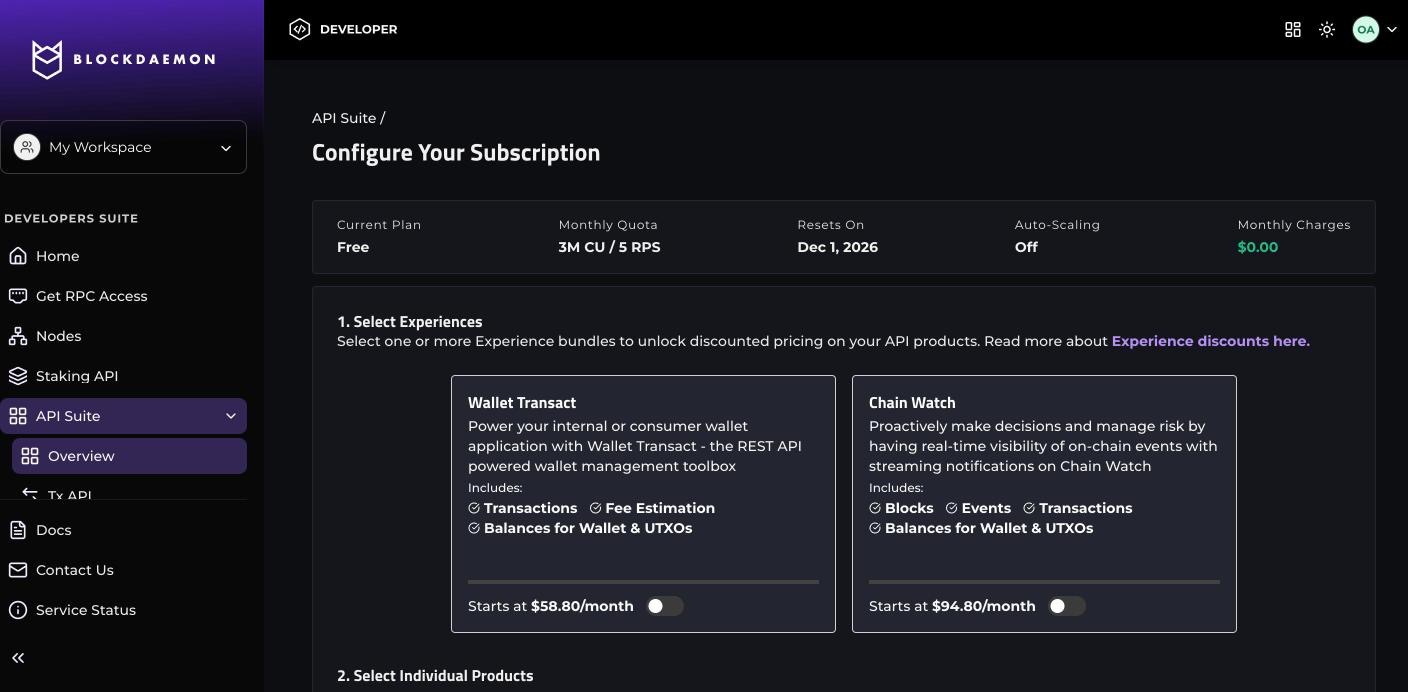 BLOCKDAEMON
DEVELOPER
OA
My Workspace
DEVELOPERS SUITE
Home
Get RPC Access
Nodes
Staking API
API Suite
Overview
Tx API
Docs
Contact Us
Service Status
API Suite /
Configure Your Subscription
Current Plan
Free
Monthly Quota
3M CU / 5 RPS
Resets On
Dec 1, 2026
Auto-Scaling
Off
Monthly Charges
$0.00
1. Select Experiences
Select one or more Experience bundles to unlock discounted pricing on your API products. Read more about Experience discounts here.
Wallet Transact
Power your internal or consumer wallet
application with Wallet Transact - the REST API
powered wallet management toolbox
Includes:
Transactions Fee Estimation
Balances for Wallet & UTXOs
Starts at $58.80/month
Chain Watch
Proactively make decisions and manage risk by
having real-time visibility of on-chain events with
streaming notifications on Chain Watch
Includes:
Blocks Events Transactions
Balances for Wallet & UTXOs
Starts at $94.80/month
2. Select Individual Products